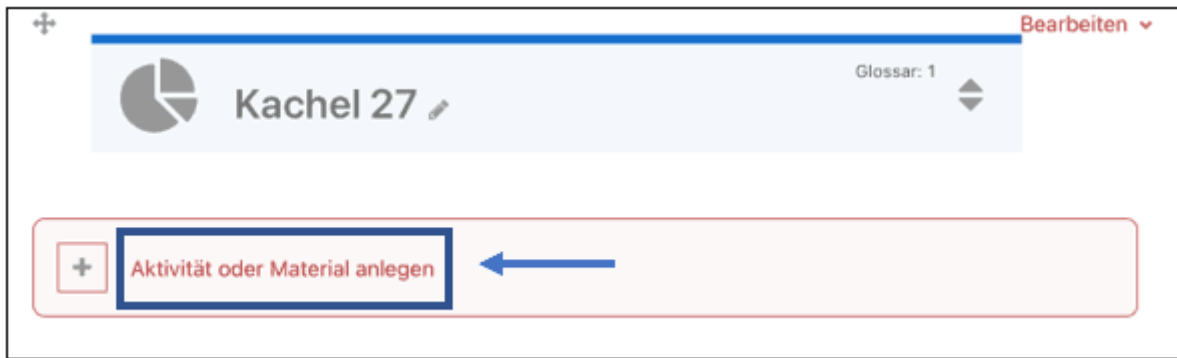 Bearbeiten
Glossar: 1
Kachel 27
Aktivität oder Material anlegen